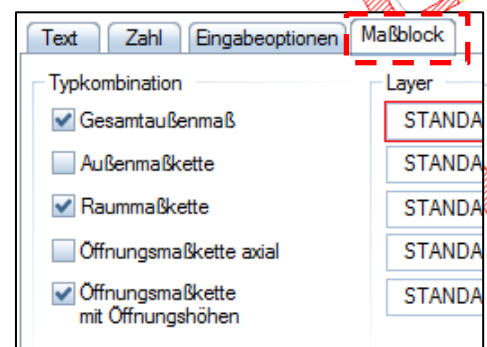 Text Zahl Eingabeoptionen Maßblock
Typkombination Layer
Gesamtaußenmaß STANDA
Außenmaßkette STANDA
Raummaßkette STANDA
Öffnungsmaßkette axial STANDA
Öffnungsmaßkette STANDA
mit Öffnungshöhen